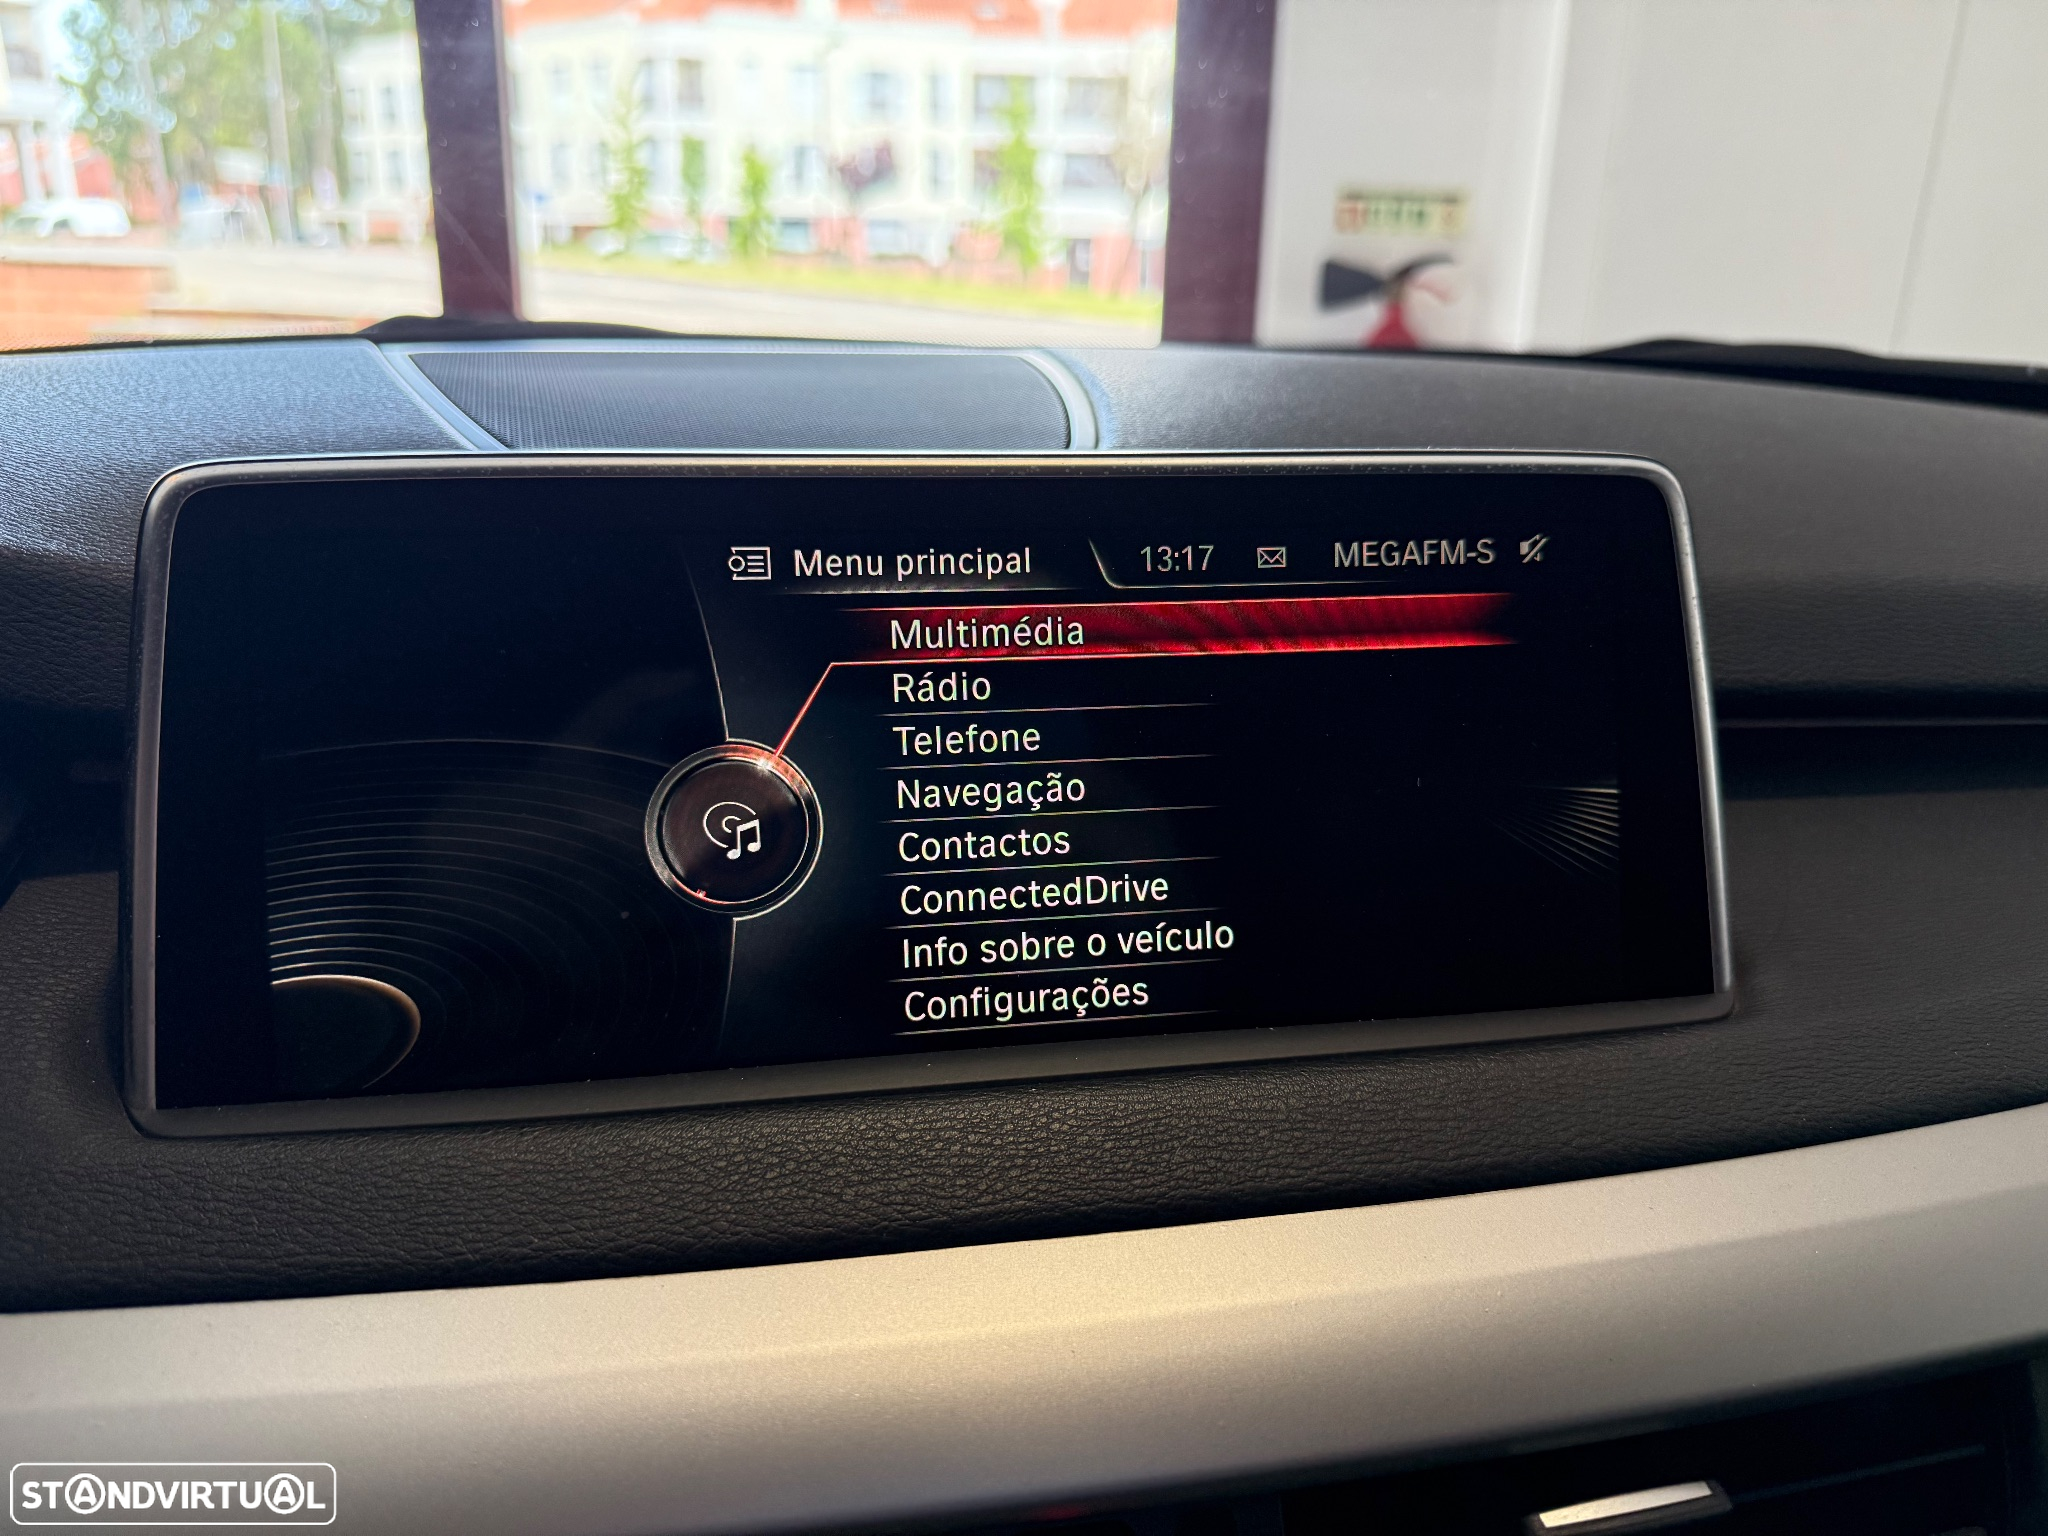 Menu principal 13:17 MEGAFM-S
Multimédia
Rádio
Telefone
Navegação
Contactos
ConnectedDrive
Info sobre o veículo
Configurações
STANDVIRTUAL